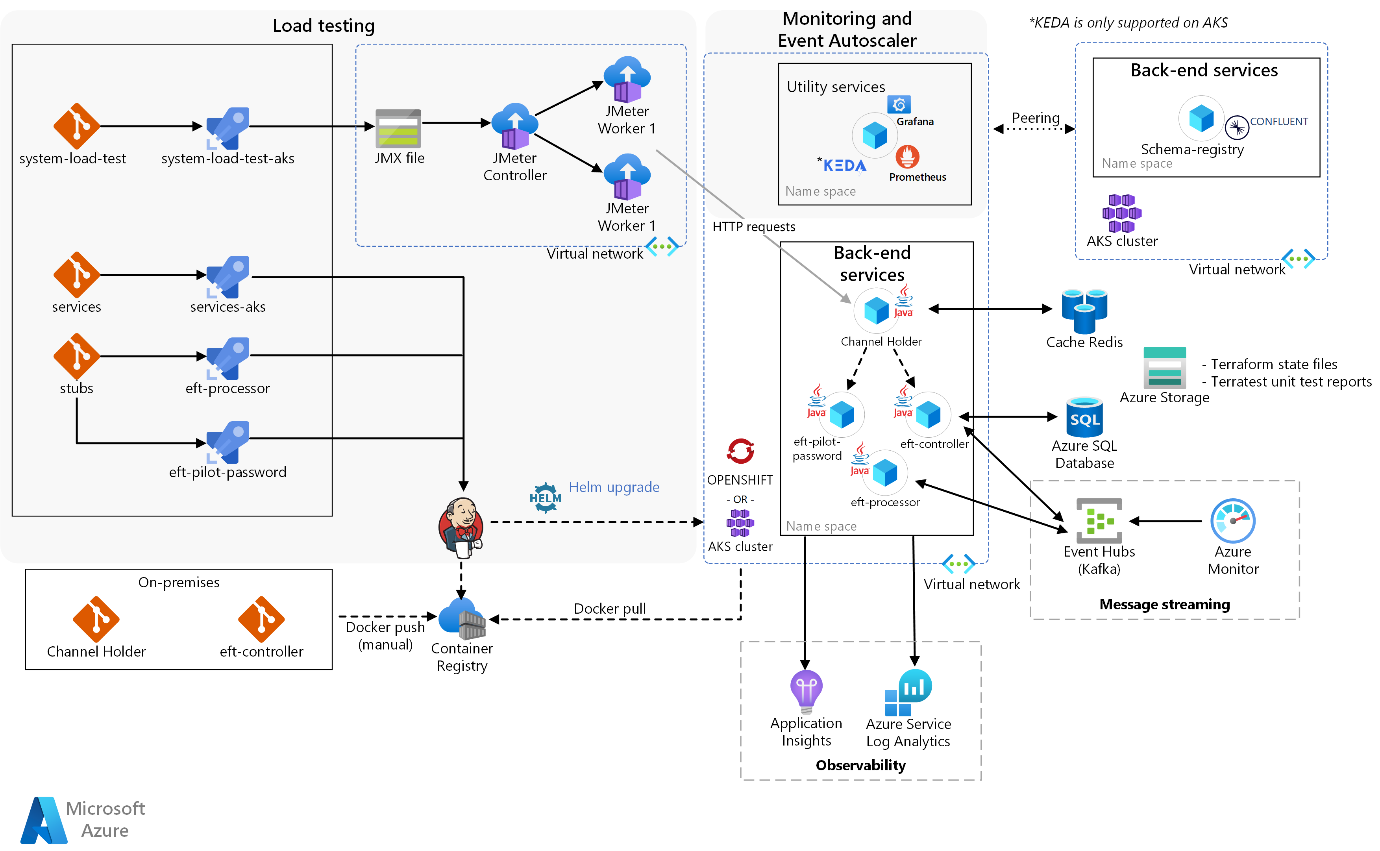 Load testing
Monitoring and
Event Autoscaler
*KEDA is only supported on AKS
system-load-test
system-load-test-aks
JMX file
JMeter
Controller
JMeter
Worker 1
JMeter
Worker 1
Virtual network
services
services-aks
stubs
eft-processor
eft-pilot-password
HELM
Helm upgrade
On-premises
Channel Holder
eft-controller
Docker push
(manual)
Container
Registry
Docker pull
Utility services
Grafana
*KEDA
Prometheus
Name space
HTTP requests
Back-end
services
Java
Channel Holder
Java
eft-pilot-
password
Java
eft-controller
Java
eft-processor
Name space
OPENSHIFT
- OR -
AKS cluster
Virtual network
Peering
Back-end services
CONFLUENT
Schema-registry
Name space
AKS cluster
Virtual network
Cache Redis
Azure Storage
- Terraform state files
- Terratest unit test reports
SQL
Azure SQL
Database
Event Hubs
(Kafka)
Azure
Monitor
Message streaming
Application
Insights
Azure Service
Log Analytics
Observability
Microsoft
Azure